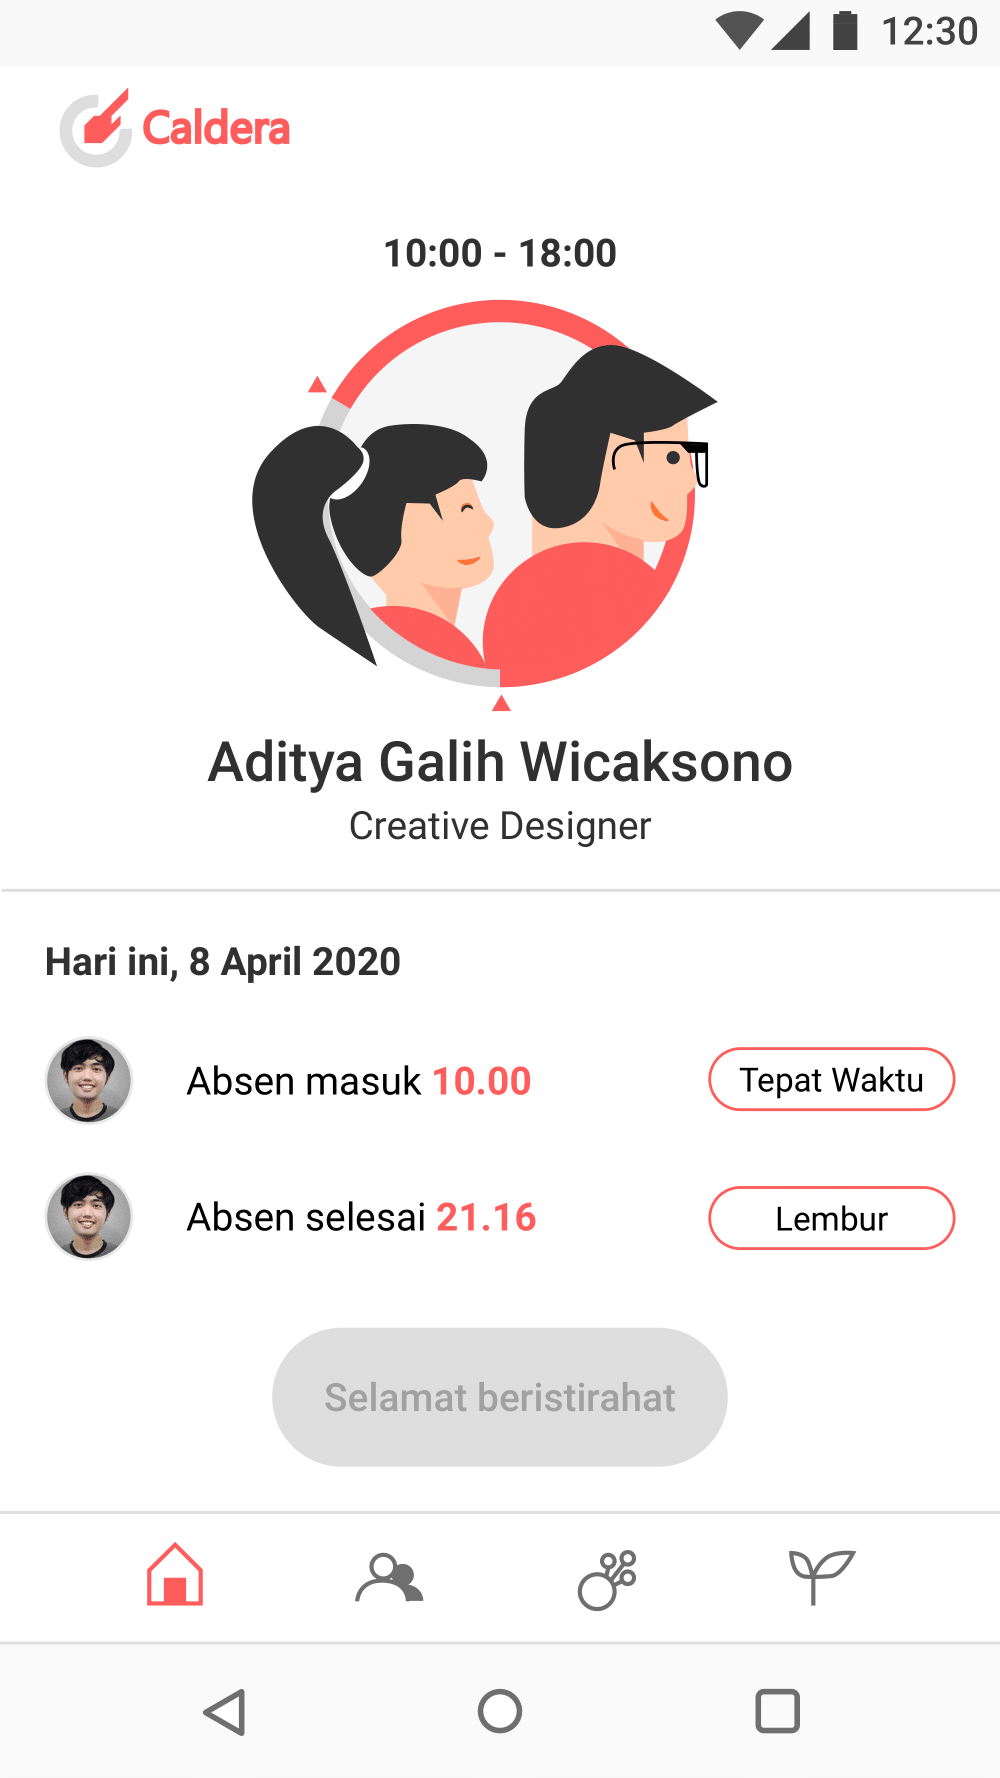 12:30
Caldera
10:00 - 18:00
Aditya Galih Wicaksono
Creative Designer
Hari ini, 8 April 2020
Absen masuk 10.00
Tepat Waktu
Absen selesai 21.16
Lembur
Selamat beristirahat